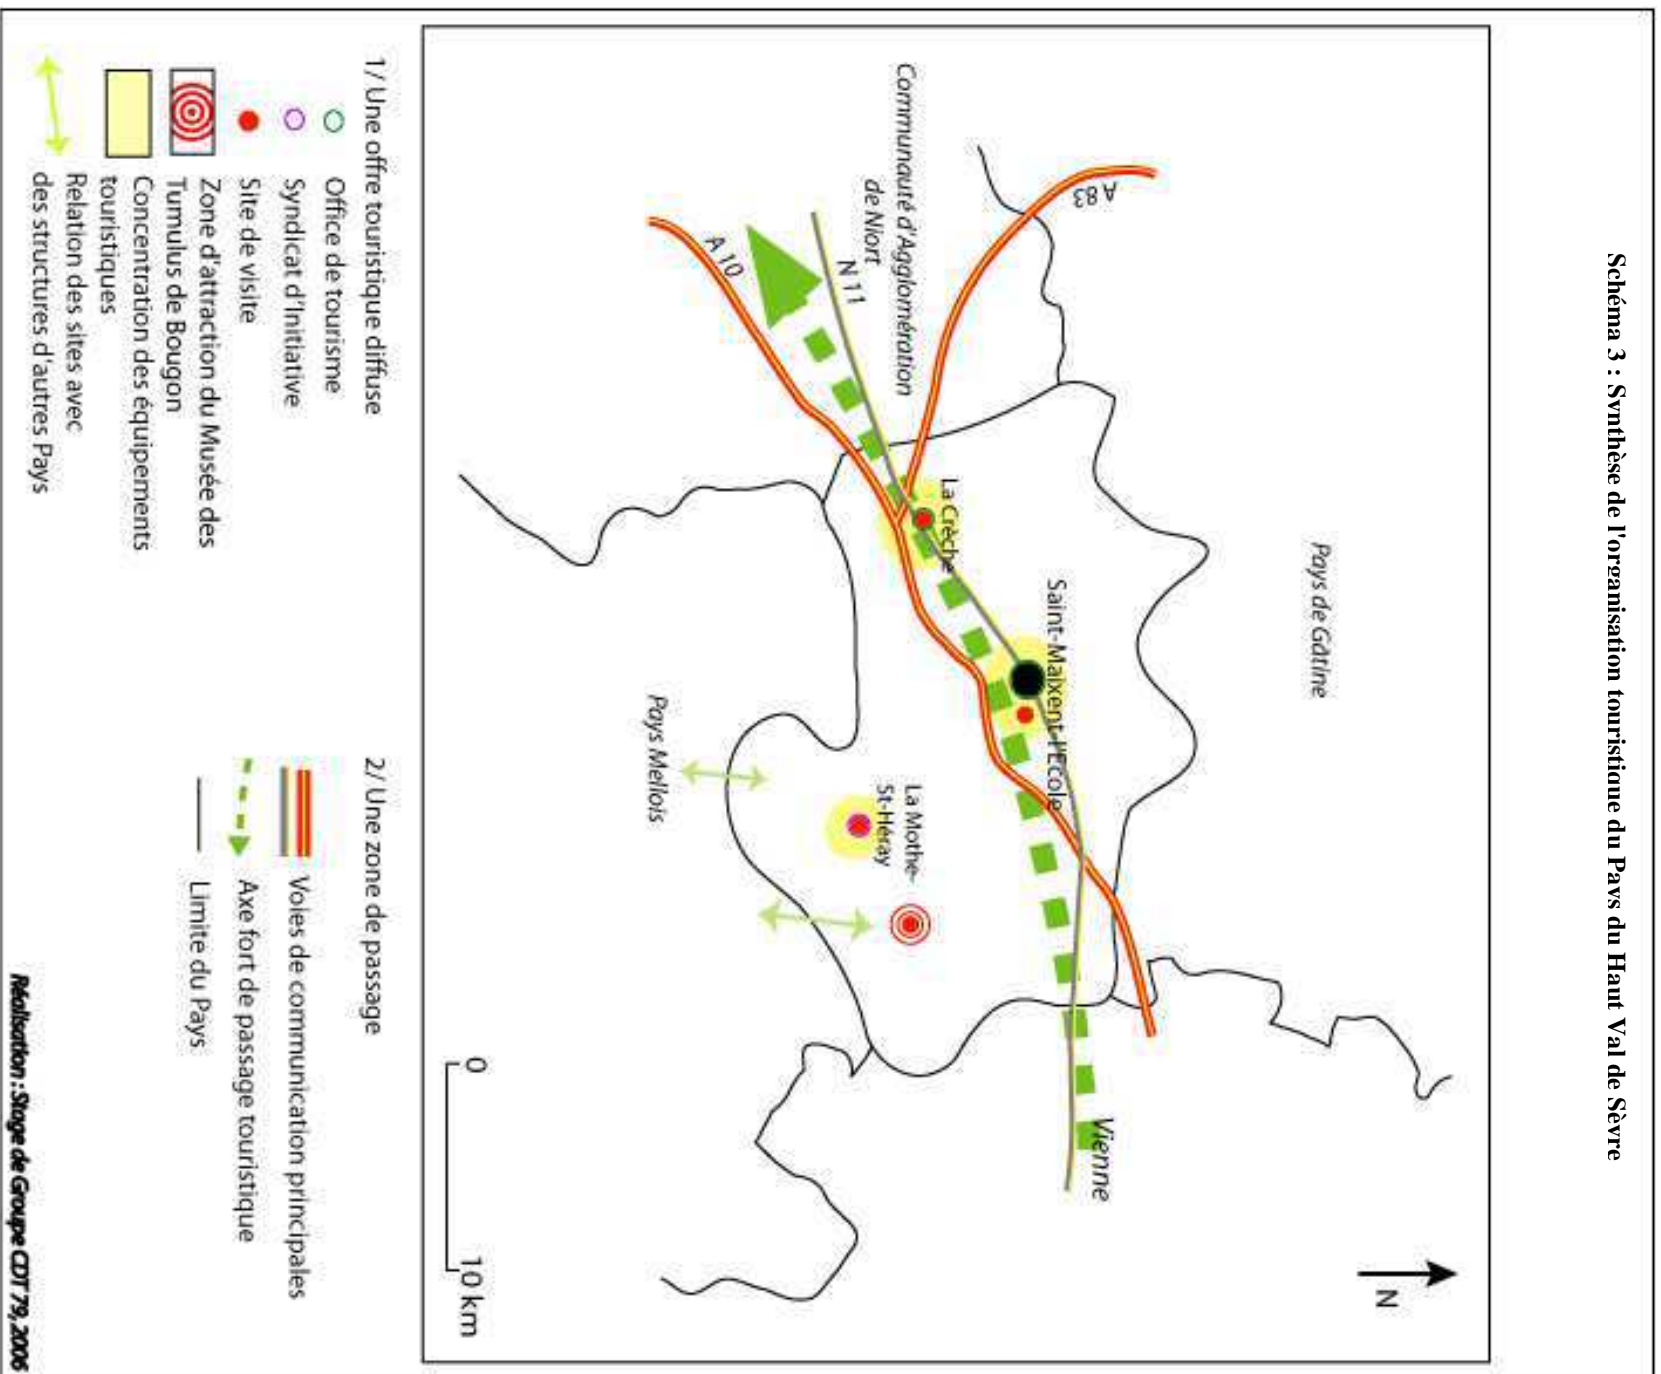 Schéma 3 : Synthèse de l'organisation touristique du Pays du Haut Val de Sèvre
Pays de Gâtine
N
A 83
Communauté d'Agglomération
de Niort
N 11
A 10
La Crèche
Saint-Maixent-l'Ecole
Vienne
La Mothe-
St-Héray
Pays Mellois
0
10 km
1/ Une offre touristique diffuse
Office de tourisme
Syndicat d'Initiative
Site de visite
Zone d'attraction du Musée des
Tumulus de Bougon
Concentration des équipements
touristiques
Relation des sites avec
des structures d'autres Pays
2/ Une zone de passage
Voies de communication principales
Axe fort de passage touristique
Limite du Pays
Réalisation : Stage de Groupe CDT 79, 2006